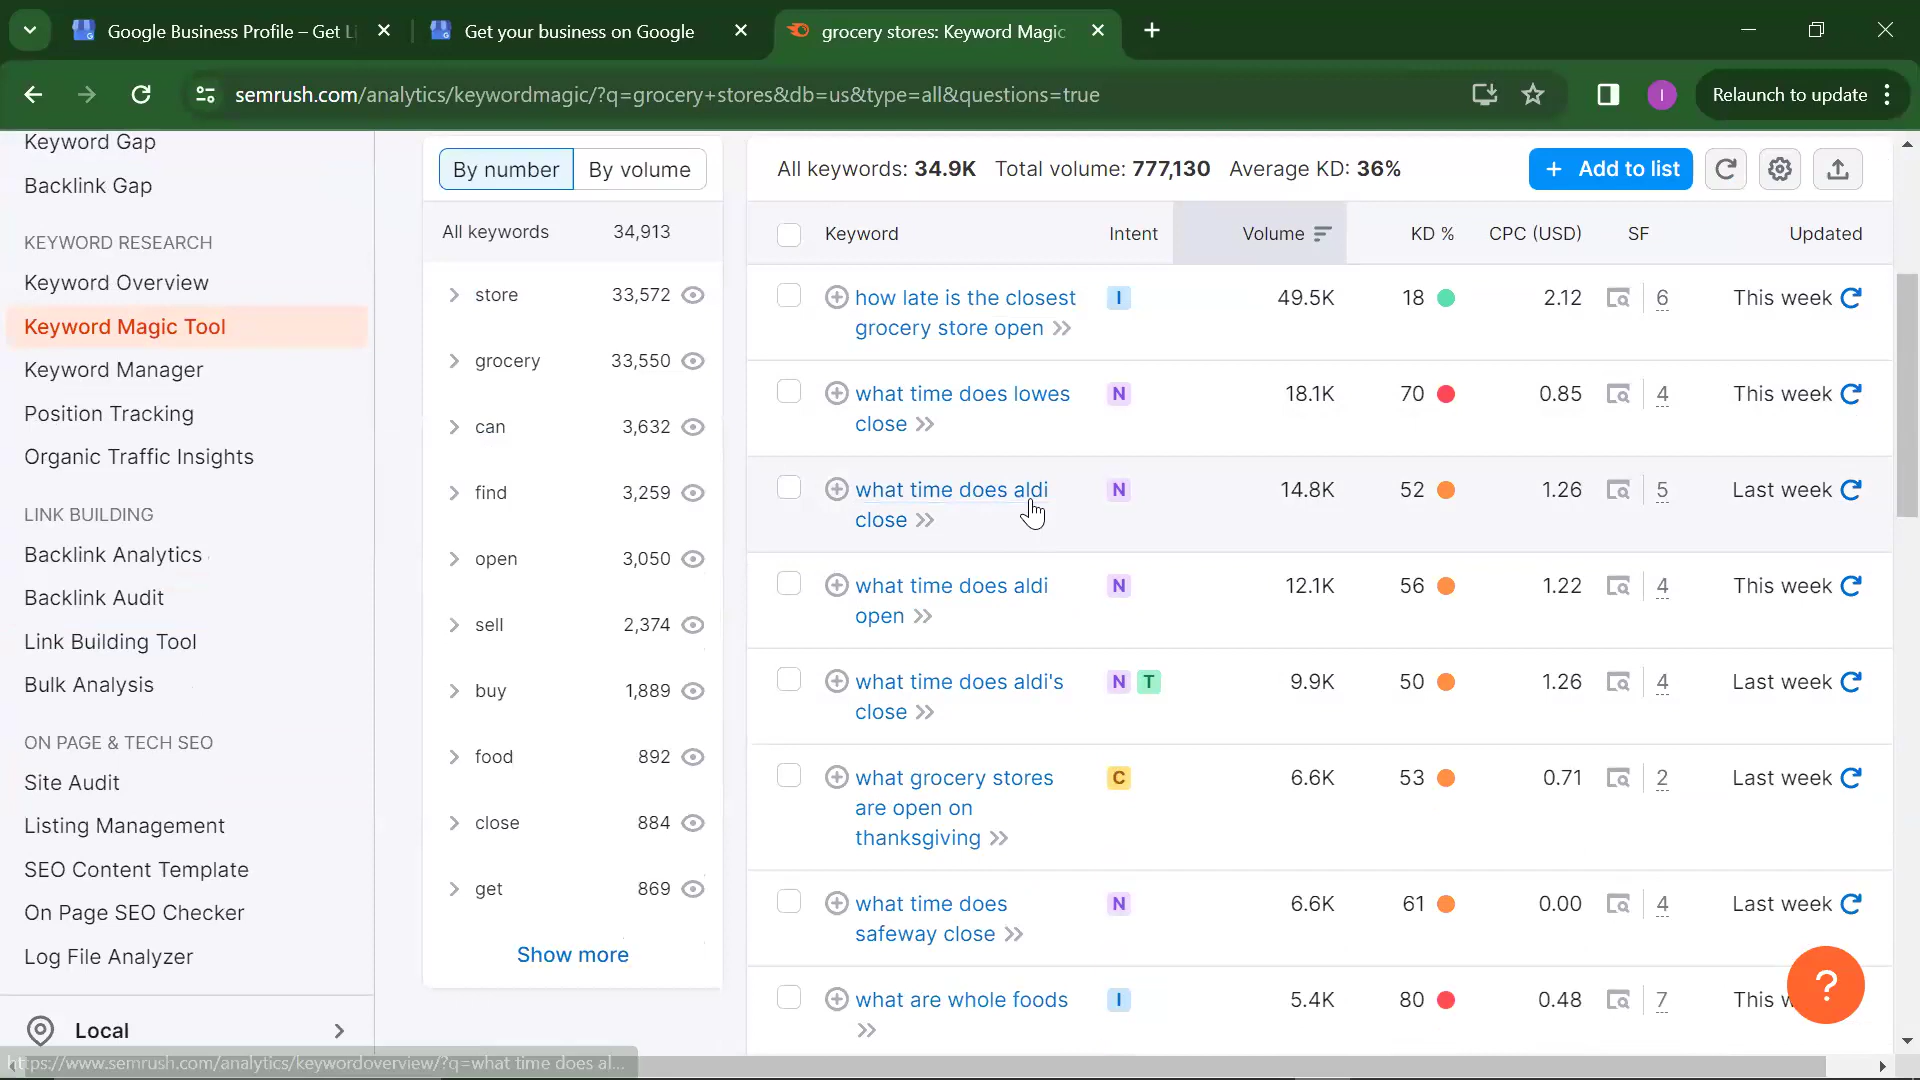 Google Business Profile – Get Li
Get your business on Google
grocery stores: Keyword Magic
semrush.com/analytics/keywordmagic/?q=grocery+stores&db=us&type=all&questions=true
I
Relaunch to update
Keyword Gap
Backlink Gap
KEYWORD RESEARCH
Keyword Overview
Keyword Magic Tool
Keyword Manager
Position Tracking
Organic Traffic Insights
LINK BUILDING
Backlink Analytics
Backlink Audit
Link Building Tool
Bulk Analysis
ON PAGE & TECH SEO
Site Audit
Listing Management
SEO Content Template
On Page SEO Checker
Log File Analyzer
Local
By number By volume
All keywords 34,913
store 33,572
grocery 33,550
can 3,632
find 3,259
open 3,050
sell 2,374
buy 1,889
food 892
close 884
get 869
Show more
All keywords: 34.9K Total volume: 777,130 Average KD: 36%
+ Add to list
Keyword Intent Volume KD % CPC (USD) SF Updated
how late is the closest I 49.5K 18 2.12 6 This week
grocery store open
what time does lowes N 18.1K 70 0.85 4 This week
close
what time does aldi N 14.8K 52 1.26 5 Last week
close
what time does aldi N 12.1K 56 1.22 4 This week
open
what time does aldi's N T 9.9K 50 1.26 4 Last week
close
what grocery stores C 6.6K 53 0.71 2 Last week
are open on
thanksgiving
what time does N 6.6K 61 0.00 4 Last week
safeway close
what are whole foods I 5.4K 80 0.48 7 This
?
https://www.semrush.com/analytics/keywordoverview/?q=what time does al...